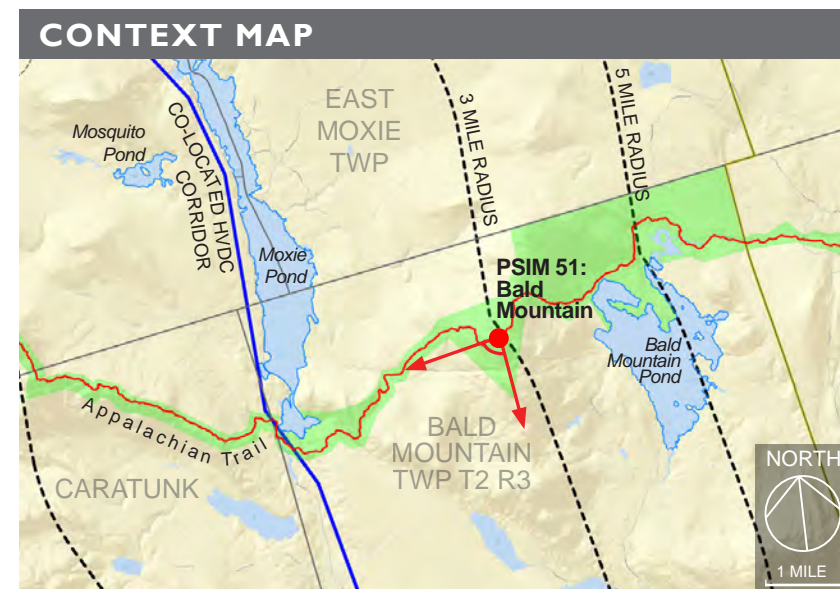 CONTEXT MAP
EAST
MOXIE
TWP
Mosquito
Pond
CO-LOCATED HVDC
CORRIDOR
3 MILE RADIUS
5 MILE RADIUS
Moxie
Pond
PSIM 51:
Bald
Mountain
Bald
Mountain
Pond
Appalachian Trail
BALD
MOUNTAIN
TWP T2 R3
CARATUNK
NORTH
1 MILE